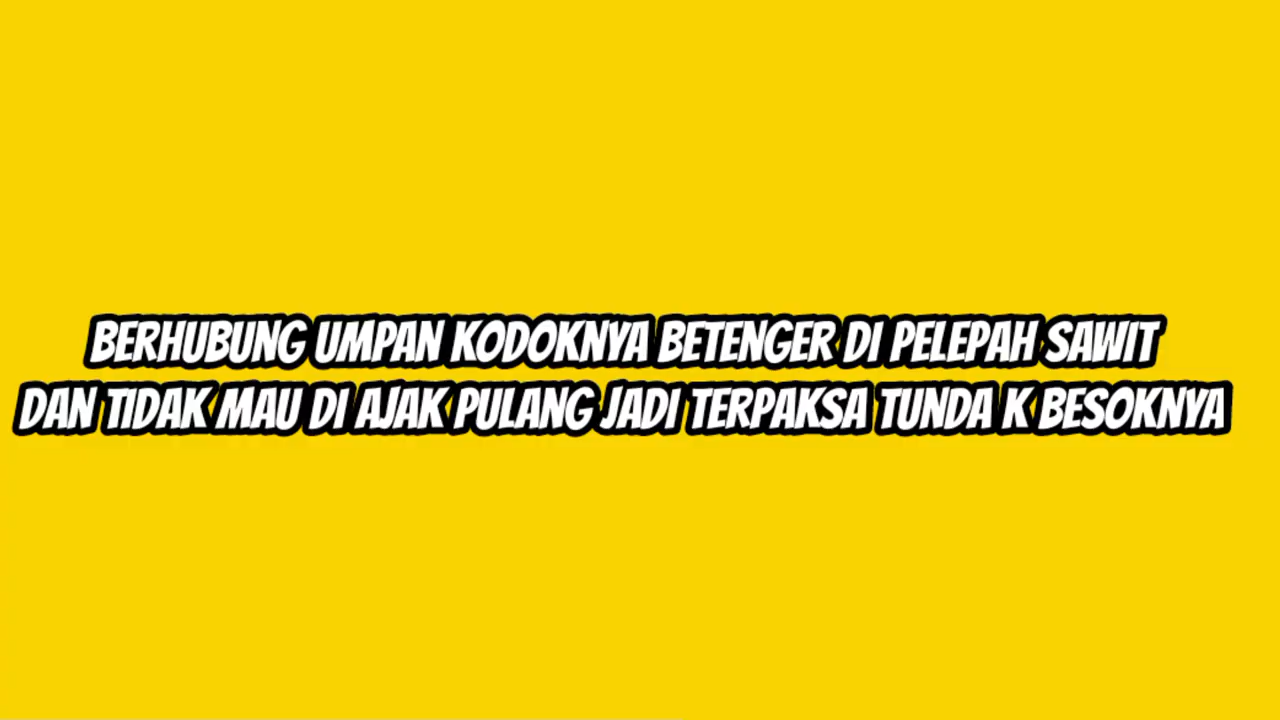 BERHUBUNG UMPAN KODOKNYA BETENGER DI PELEPAH SAWIT
DAN TIDAK MAU DI AJAK PULANG JADI TERPAKSA TUNDA K BESOKNYA